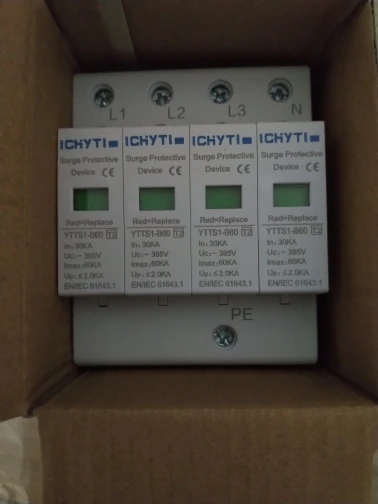 L1 L2 L3 N
ICHYTI ICHYTI ICHYTI ICHYTI
Surge Protective Surge Protective Surge Protective Surge Protective
Device CE Device CE Device CE Device CE
Red=Replace Red=Replace Red=Replace Red=Replace
YTTS1-B60 T2 YTTS1-B60 T2 YTTS1-B60 T2 YTTS1-B60 T2
In: 30KA In: 30KA In: 30KA In: 30KA
Uc:~ 385V Uc:~ 385V Uc:~ 385V Uc:~ 385V
Imax:60KA Imax:60KA Imax:60KA Imax:60KA
Up: ≤2.0KA Up: ≤2.0KA Up: ≤2.0KA Up: ≤2.0KA
EN/IEC 61643.1 EN/IEC 61643.1 EN/IEC 61643.1 EN/IEC 61643.1
PE